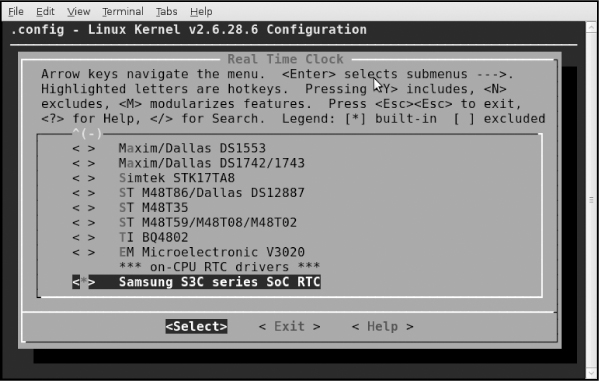 File Edit View Terminal Tabs Help
.config - Linux Kernel v2.6.28.6 Configuration
Real Time Clock
Arrow keys navigate the menu. <Enter> selects submenus --->.
Highlighted letters are hotkeys. Pressing <Y> includes, <N>
excludes, <M> modularizes features. Press <Esc><Esc> to exit,
<?> for Help, </> for Search. Legend: [*] built-in [ ] excluded
^(-)
< > Maxim/Dallas DS1553
< > Maxim/Dallas DS1742/1743
< > Simtek STK17TA8
< > ST M48T86/Dallas DS12887
< > ST M48T35
< > ST M48T59/M48T08/M48T02
< > TI BQ4802
< > EM Microelectronic V3020
*** on-CPU RTC drivers ***
<*> Samsung S3C series SoC RTC
<Select> < Exit > < Help >